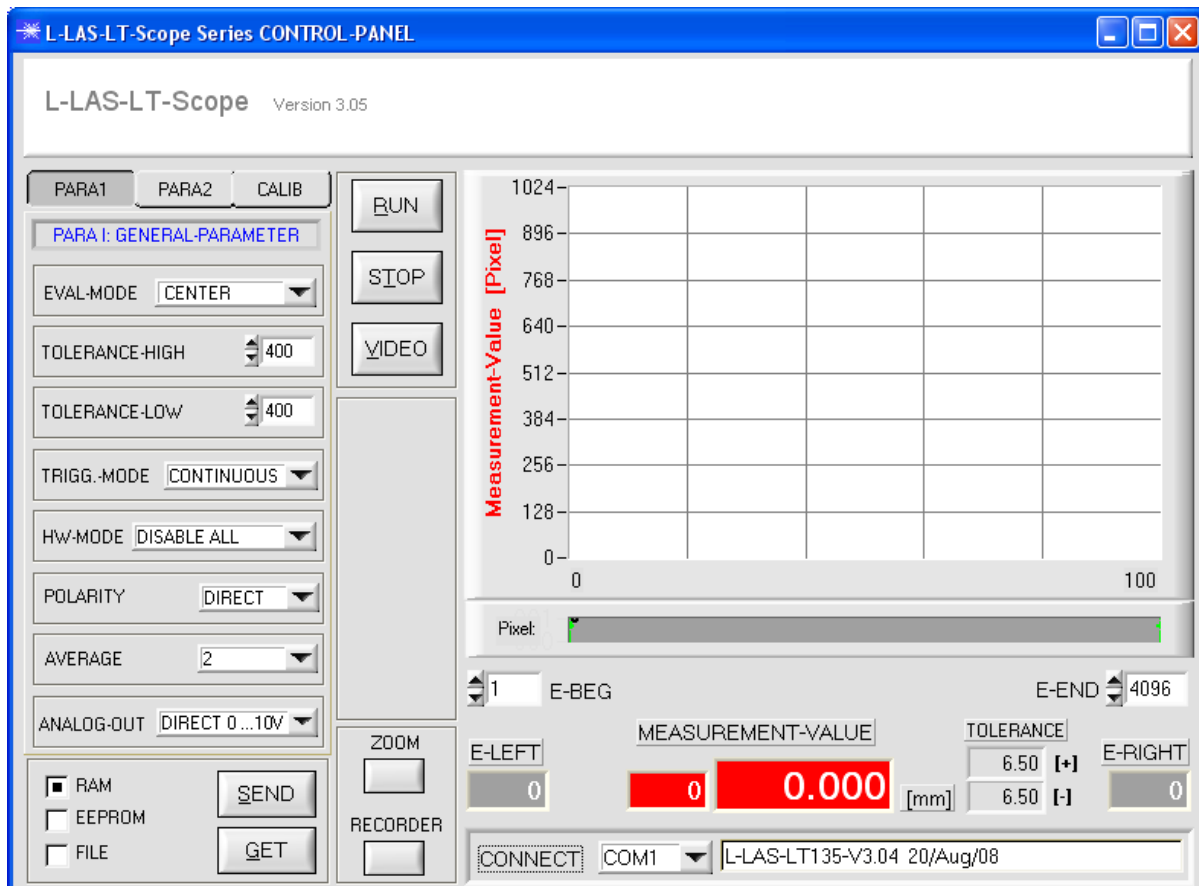 L-LAS-LT-Scope Series CONTROL-PANEL
L-LAS-LT-Scope Version 3.05
PARA1 PARA2 CALIB
PARA I: GENERAL-PARAMETER
EVAL-MODE CENTER
TOLERANCE-HIGH 400
TOLERANCE-LOW 400
TRIGG.-MODE CONTINUOUS
HW-MODE DISABLE ALL
POLARITY DIRECT
AVERAGE 2
ANALOG-OUT DIRECT 0...10V
RAM
EEPROM
FILE
SEND
GET
RUN
STOP
VIDEO
ZOOM
RECORDER
Measurement-Value [Pixel]
1024
896
768
640
512
384
256
128
0
0 100
Pixel:
1 E-BEG
E-END 4096
E-LEFT
0
MEASUREMENT-VALUE
0 0.000 [mm]
TOLERANCE
6.50 [+]
6.50 [-]
E-RIGHT
0
CONNECT COM1 L-LAS-LT135-V3.04 20/Aug/08